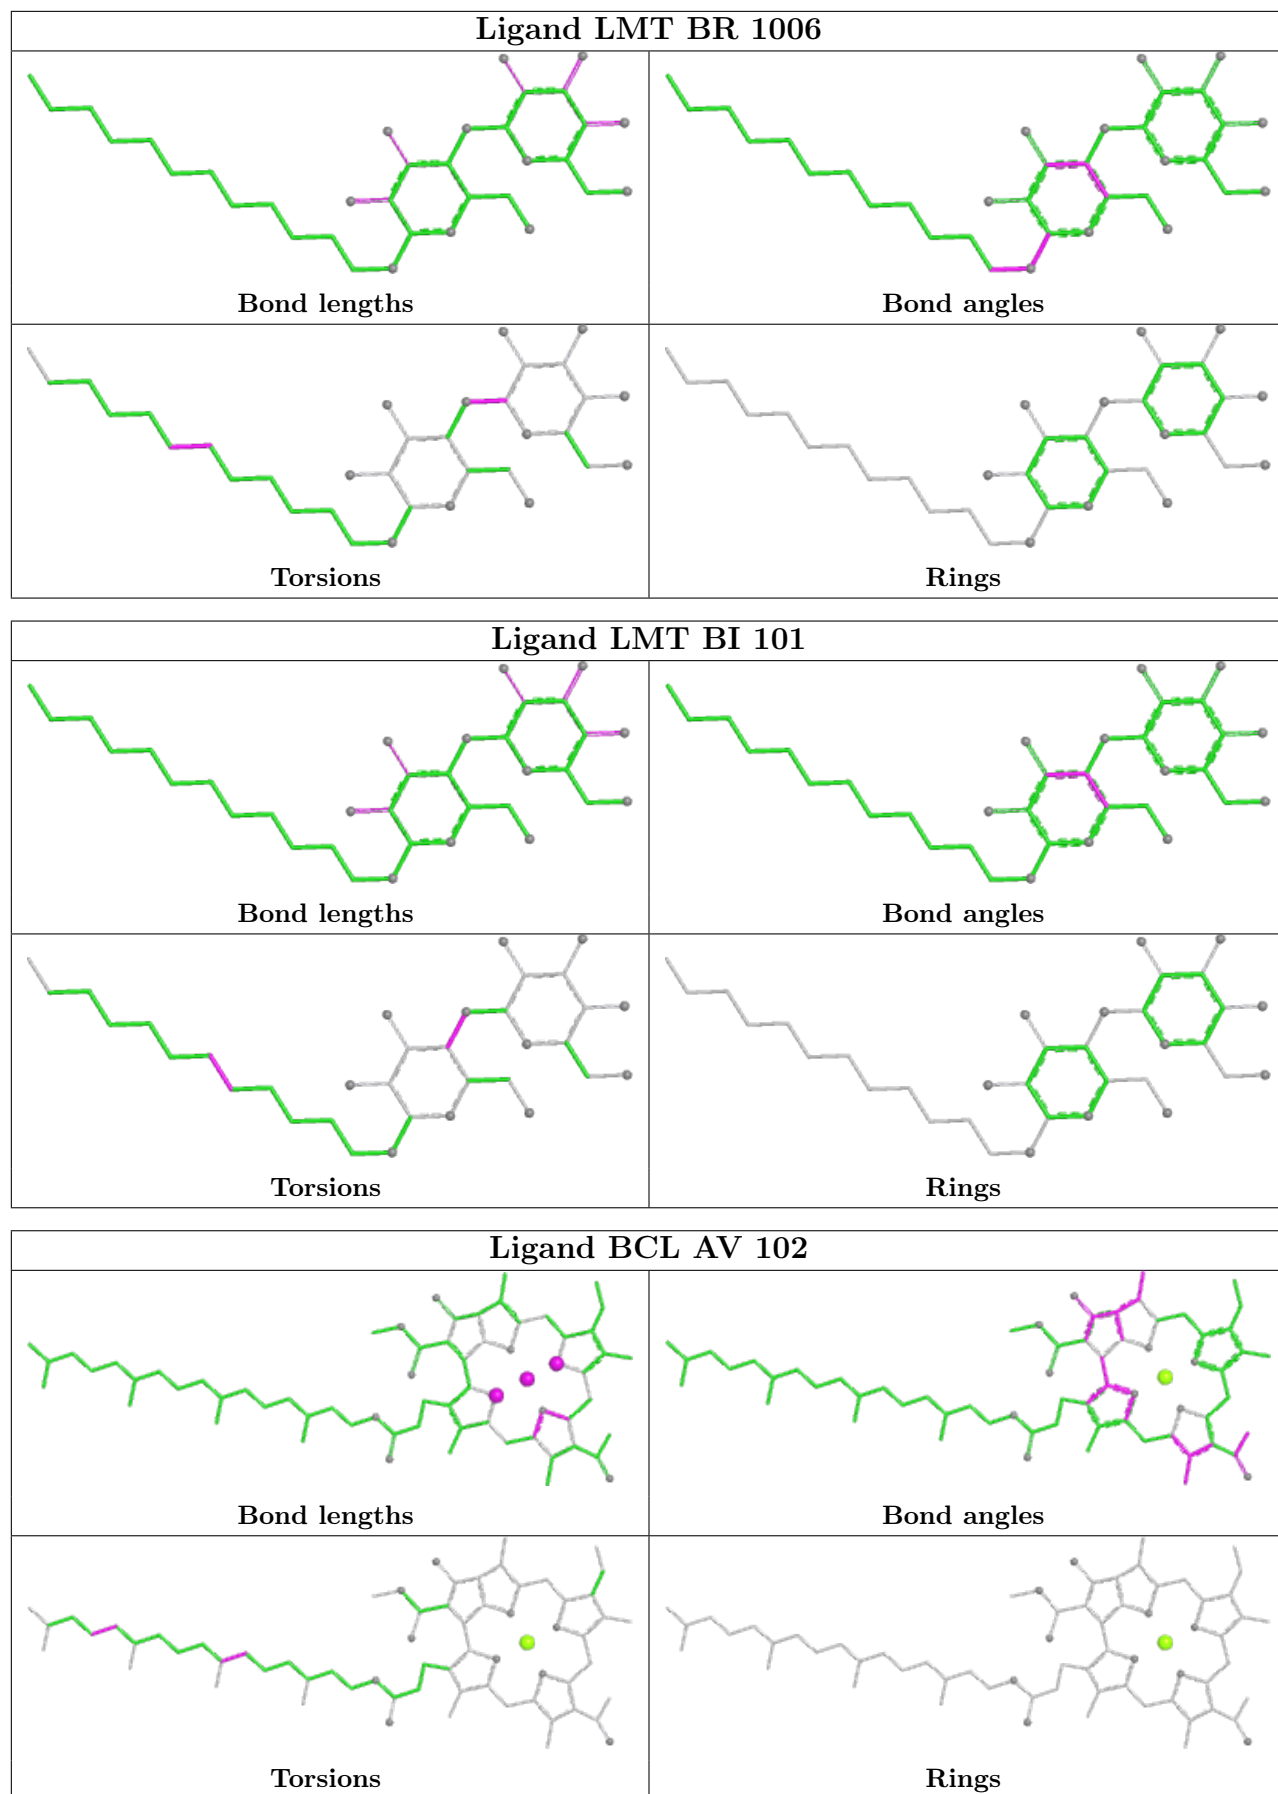 Ligand LMT BR 1006
Bond lengths
Bond angles
Torsions
Rings
Ligand LMT BI 101
Bond lengths
Bond angles
Torsions
Rings
Ligand BCL AV 102
Bond lengths
Bond angles
Torsions
Rings